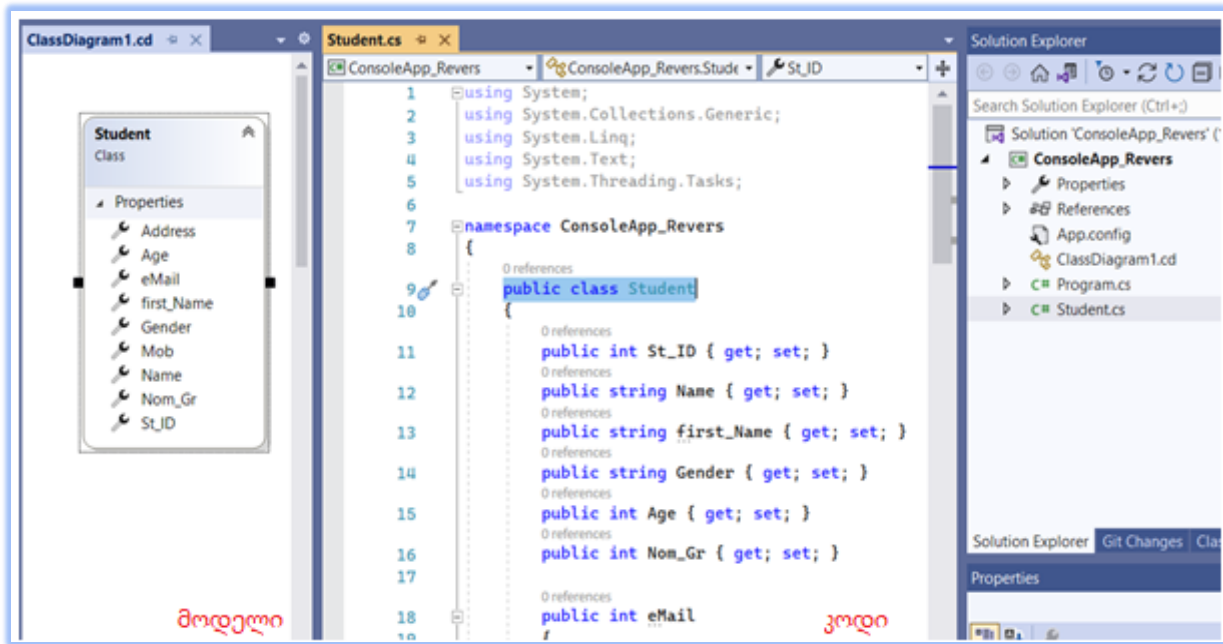 ClassDiagram1.cd
Student
Class
Properties
Address
Age
eMail
first_Name
Gender
Mob
Name
Nom_Gr
St_ID
მოდელი
Student.cs
ConsoleApp_Revers
ConsoleApp_Revers.Stude
St_ID
1 using System;
2 using System.Collections.Generic;
3 using System.Linq;
4 using System.Text;
5 using System.Threading.Tasks;
6
7 namespace ConsoleApp_Revers
8 {
0 references
9 public class Student
10 {
0 references
11 public int St_ID { get; set; }
0 references
12 public string Name { get; set; }
0 references
13 public string first_Name { get; set; }
0 references
14 public string Gender { get; set; }
0 references
15 public int Age { get; set; }
0 references
16 public int Nom_Gr { get; set; }
17
0 references
18 public int eMail
19 {
კოდი
Solution Explorer
Search Solution Explorer (Ctrl+;)
Solution 'ConsoleApp_Revers' (
ConsoleApp_Revers
Properties
References
App.config
ClassDiagram1.cd
C# Program.cs
C# Student.cs
Solution Explorer Git Changes Clas
Properties